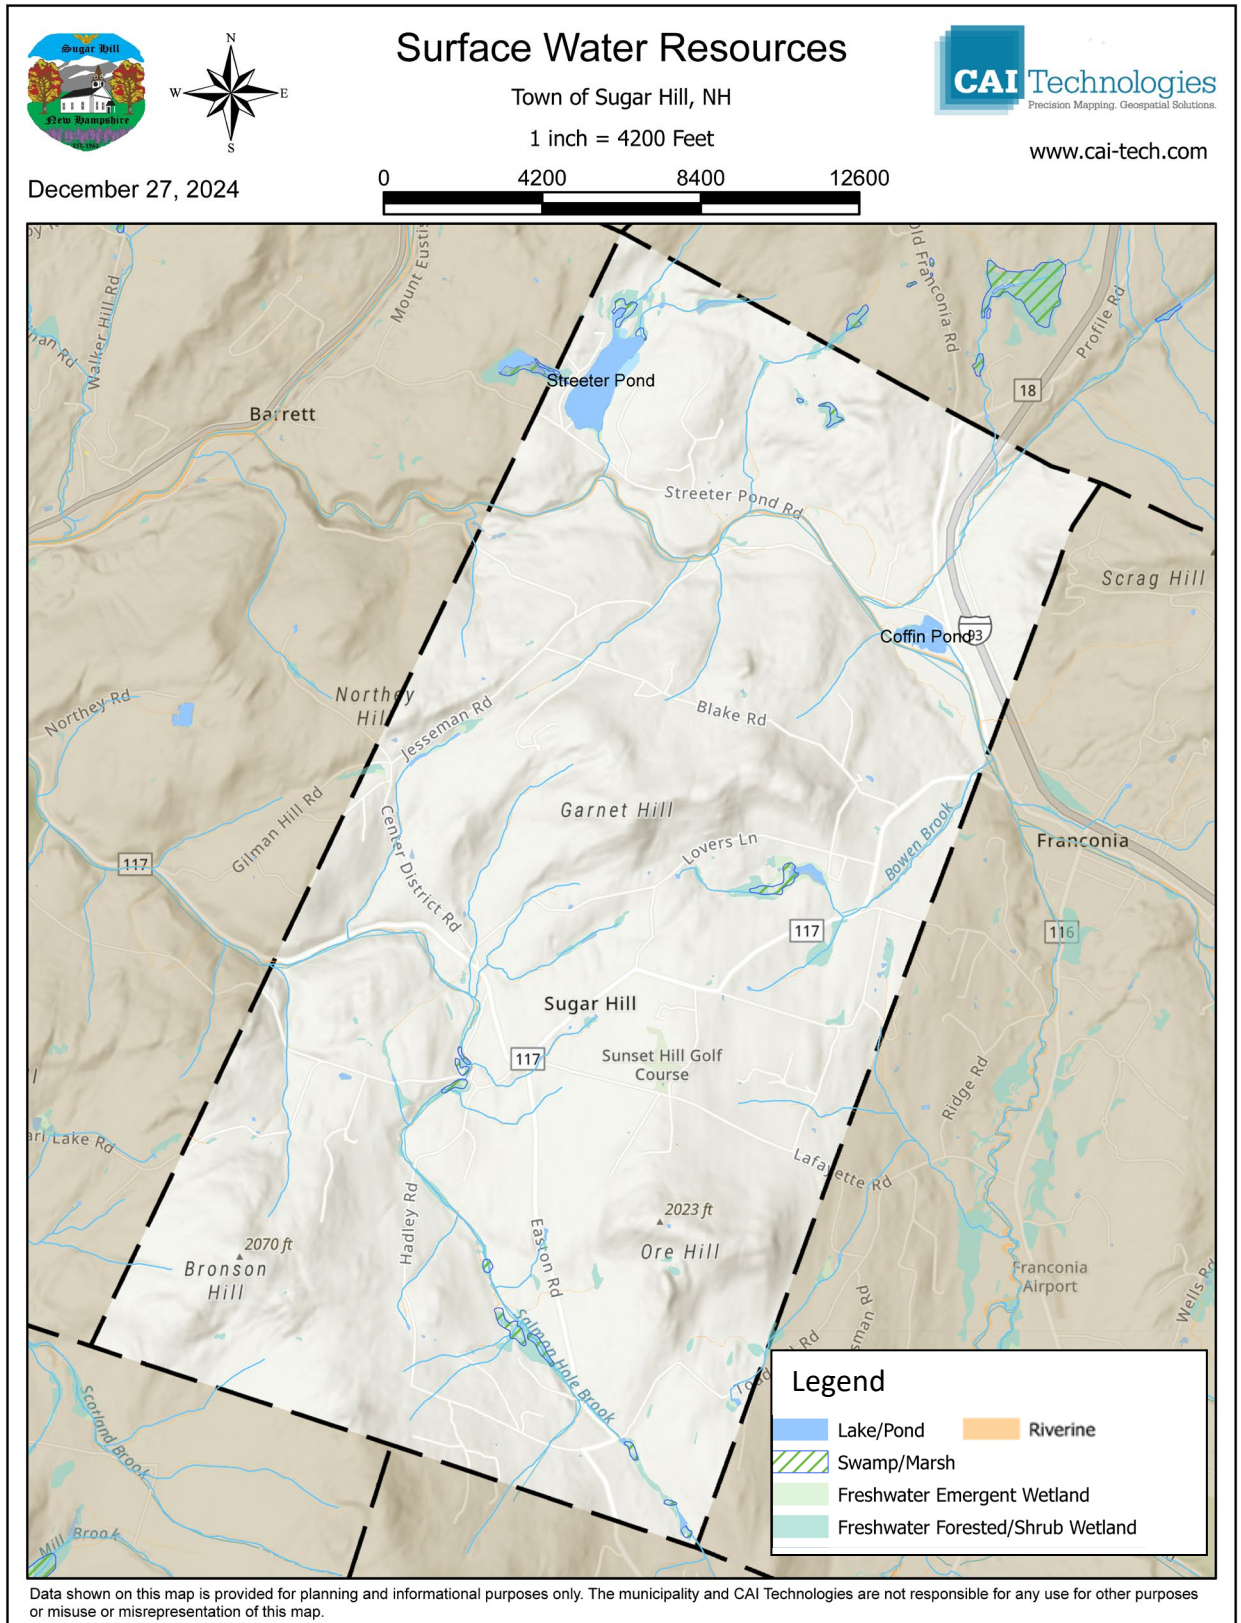 Sugar Hill
New Hampshire
EST. 1962
N
W
E
S
Surface Water Resources
Town of Sugar Hill, NH
1 inch = 4200 Feet
CAI Technologies
Precision Mapping. Geospatial Solutions.
www.cai-tech.com
December 27, 2024
0 4200 8400 12600
Walker Hill Rd
Mount Eustis
Old Franconia Rd
Profile Rd
18
Streeter Pond
Barrett
Streeter Pond Rd
Scrag Hill
Coffin Pond
93
Northey Rd
Northey
Hill
Jesseman Rd
Blake Rd
Garnet Hill
Gilman Hill Rd
Center District Rd
Lovers Ln
Bowen Brook
Franconia
117
117
116
Sugar Hill
117
Sunset Hill Golf
Course
Ridge Rd
arl Lake Rd
Lafayette Rd
Hadley Rd
2023 ft
Ore Hill
Easton Rd
2070 ft
Bronson
Hill
Franconia
Airport
Wells Rd
sman Rd
Salmon Hole Brook
Scotland Brook
Mill Brook
Legend
Lake/Pond Riverine
Swamp/Marsh
Freshwater Emergent Wetland
Freshwater Forested/Shrub Wetland
Data shown on this map is provided for planning and informational purposes only. The municipality and CAI Technologies are not responsible for any use for other purposes
or misuse or misrepresentation of this map.